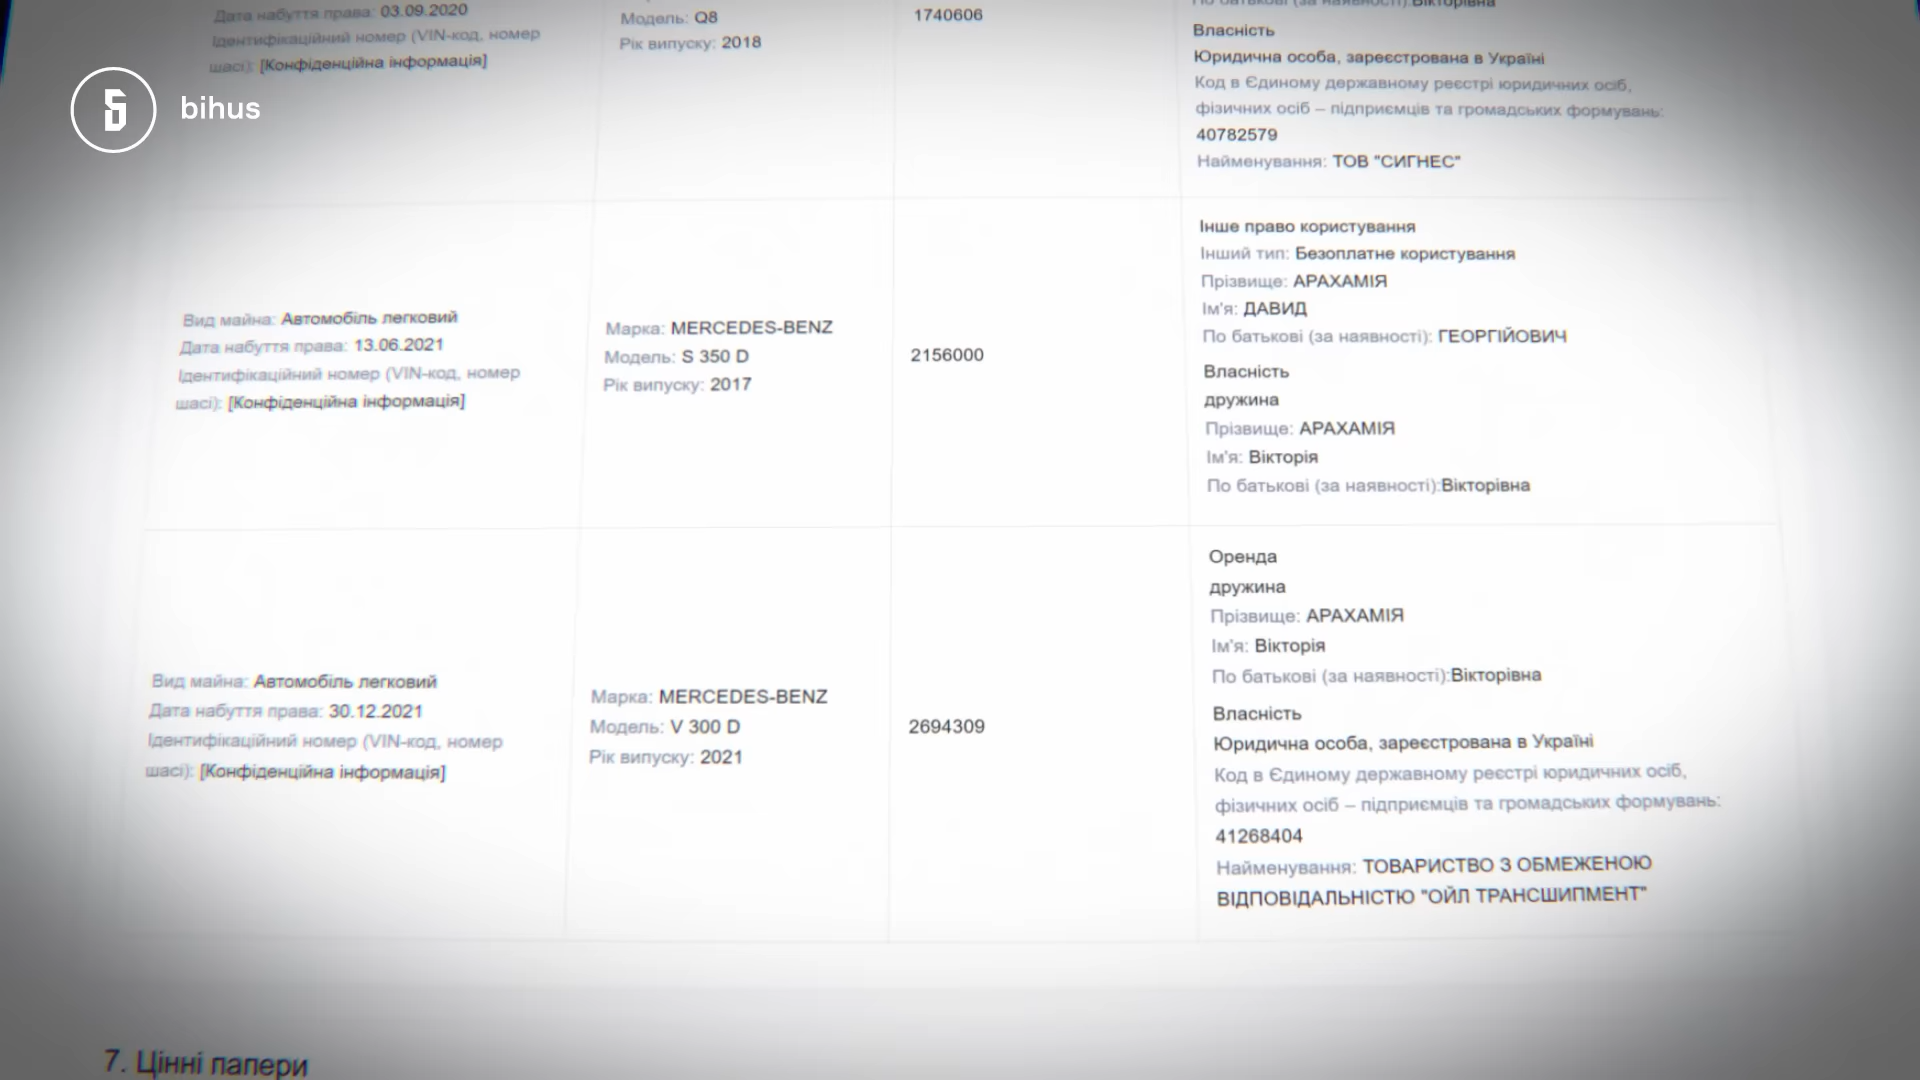 bihus
Дата набуття права: 03.09.2020
Ідентифікаційний номер (VIN-код, номер
шасі): [Конфіденційна інформація]
Модель: Q8
Рік випуску: 2018
1740606
По батькові (за наявності):Вікторівна
Власність
Юридична особа, зареєстрована в Україні
Код в Єдиному державному реєстрі юридичних осіб,
фізичних осіб – підприємців та громадських формувань:
40782579
Найменування: ТОВ "СИГНЕС"
Вид майна: Автомобіль легковий
Дата набуття права: 13.06.2021
Ідентифікаційний номер (VIN-код, номер
шасі): [Конфіденційна інформація]
Марка: MERCEDES-BENZ
Модель: S 350 D
Рік випуску: 2017
2156000
Інше право користування
Інший тип: Безоплатне користування
Прізвище: АРАХАМІЯ
Ім'я: ДАВИД
По батькові (за наявності): ГЕОРГІЙОВИЧ
Власність
дружина
Прізвище: АРАХАМІЯ
Ім'я: Вікторія
По батькові (за наявності):Вікторівна
Вид майна: Автомобіль легковий
Дата набуття права: 30.12.2021
Ідентифікаційний номер (VIN-код, номер
шасі): [Конфіденційна інформація]
Марка: MERCEDES-BENZ
Модель: V 300 D
Рік випуску: 2021
2694309
Оренда
дружина
Прізвище: АРАХАМІЯ
Ім'я: Вікторія
По батькові (за наявності):Вікторівна
Власність
Юридична особа, зареєстрована в Україні
Код в Єдиному державному реєстрі юридичних осіб,
фізичних осіб – підприємців та громадських формувань:
41268404
Найменування: ТОВАРИСТВО З ОБМЕЖЕНОЮ
ВІДПОВІДАЛЬНІСТЮ "ОЙЛ ТРАНСШИПМЕНТ"
7. Цінні папери